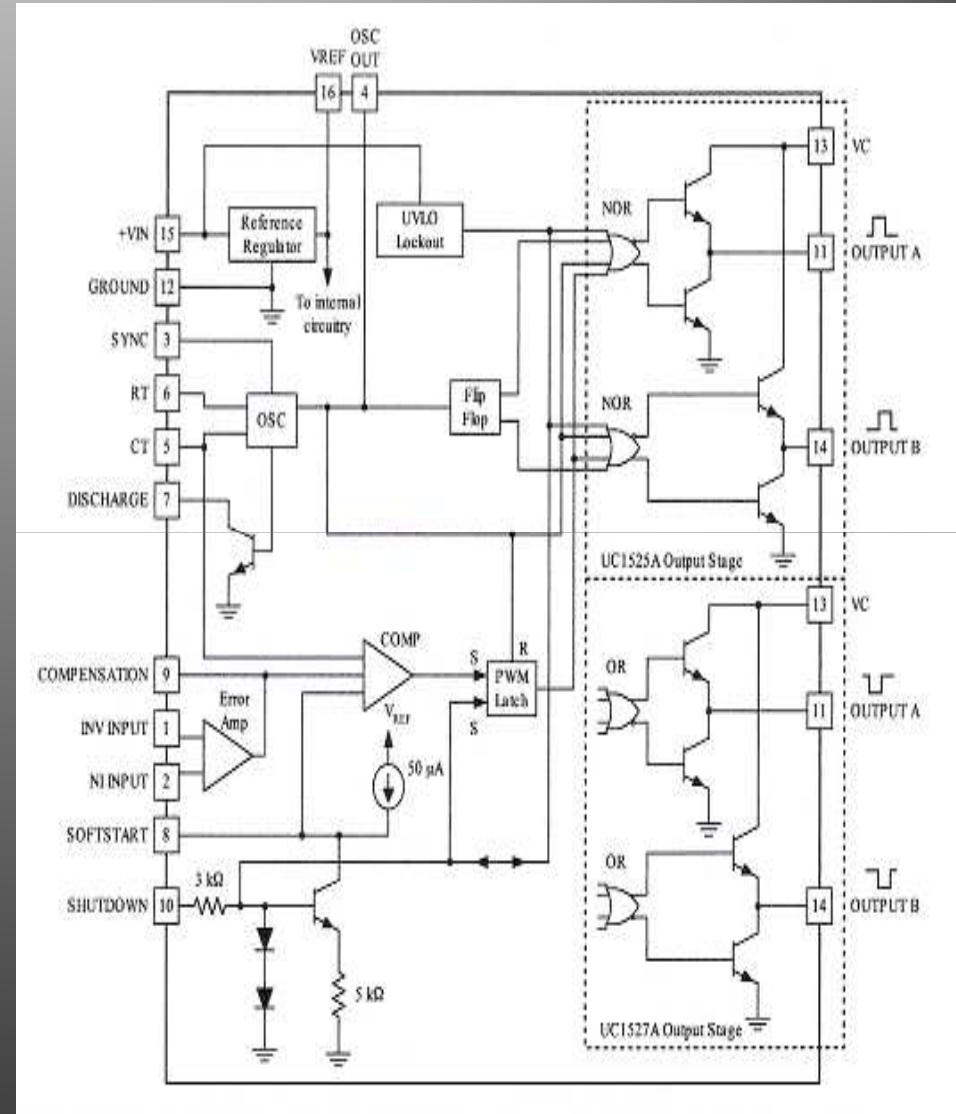 OSC
VREF OUT
16 4
13 VC
NOR
+VIN 15
Reference
Regulator
UVLO
Lockout
11 OUTPUT A
GROUND 12
To internal
circuitry
SYNC 3
RT 6
OSC
Flip
Flop
NOR
CT 5
14 OUTPUT B
DISCHARGE 7
UC1525A Output Stage
13 VC
COMP
COMPENSATION 9
S R
PWM
Latch
OR
Error
Amp
VREF
S
11 OUTPUT A
INV INPUT 1
NI INPUT 2
50 µA
SOFTSTART 8
OR
3 kΩ
SHUTDOWN 10
14 OUTPUT B
5 kΩ
UC1527A Output Stage